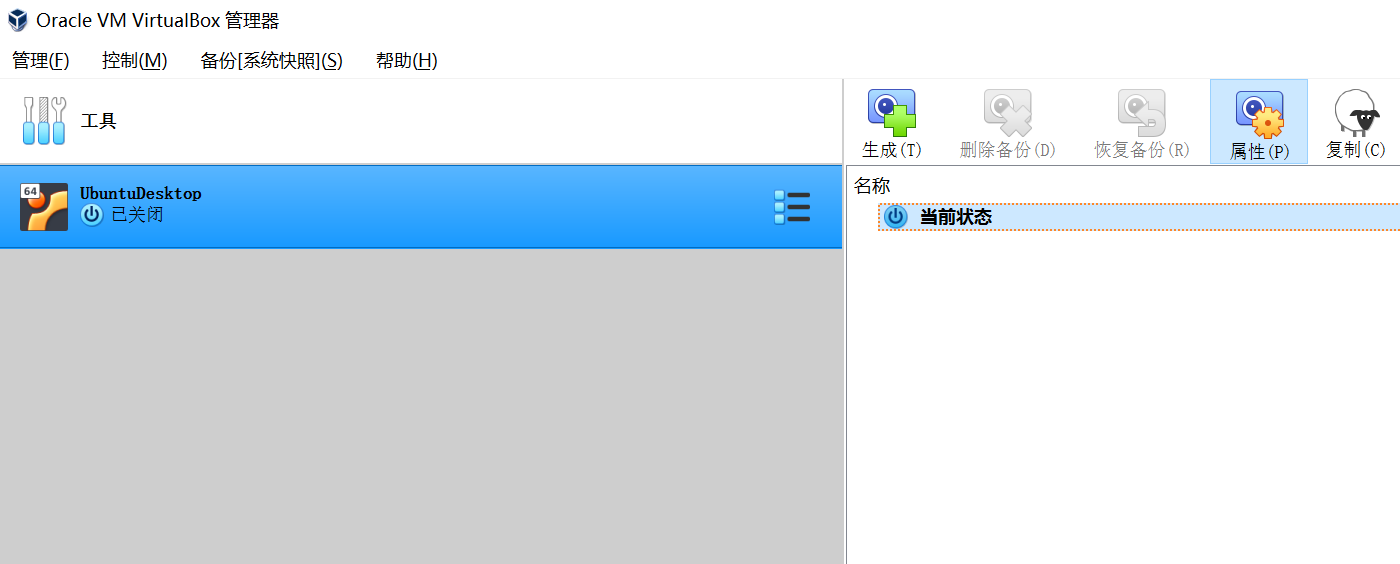 Oracle VM VirtualBox 管理器
管理(F) 控制(M) 备份[系统快照](S) 帮助(H)
工具
生成(T) 删除备份(D) 恢复备份(R) 属性(P) 复制(C)
64
UbuntuDesktop
已关闭
名称
当前状态